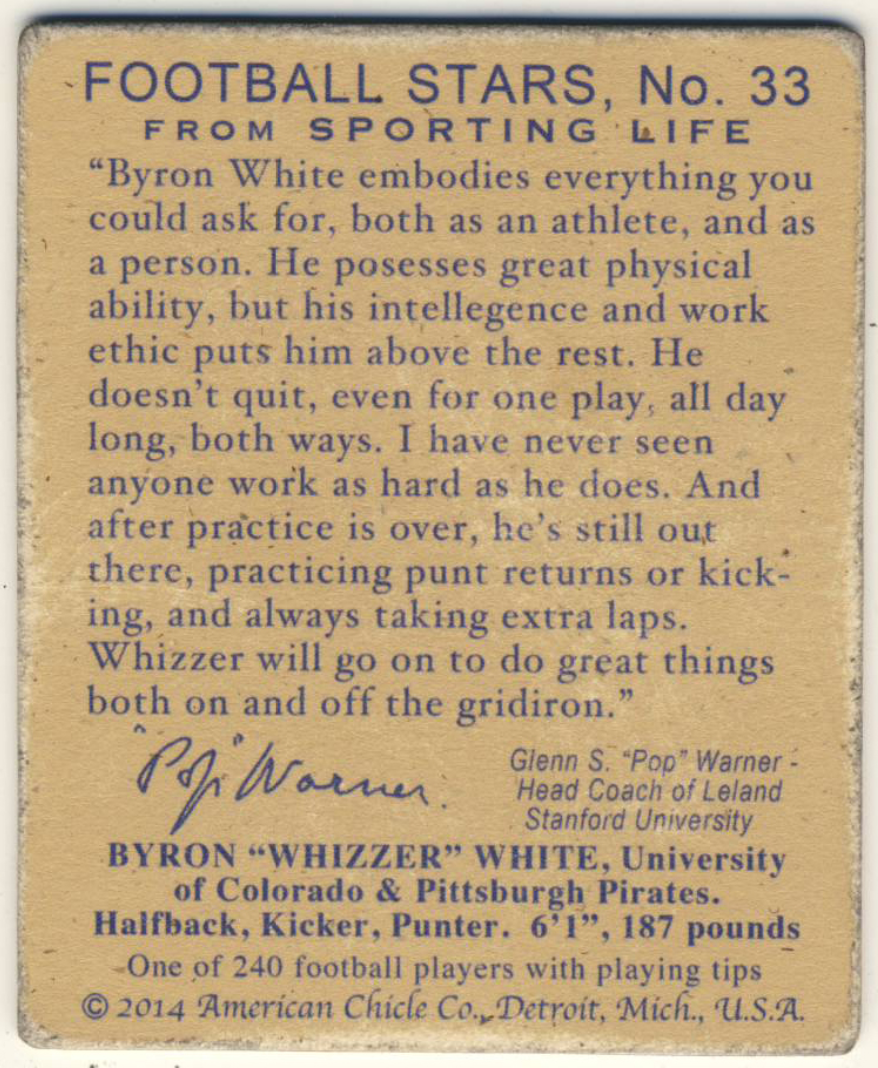 FOOTBALL STARS, No. 33
FROM SPORTING LIFE
“Byron White embodies everything you
could ask for, both as an athlete, and as
a person. He posesses great physical
ability, but his intellegence and work
ethic puts him above the rest. He
doesn’t quit, even for one play, all day
long, both ways. I have never seen
anyone work as hard as he does. And
after practice is over, he’s still out
there, practicing punt returns or kick-
ing, and always taking extra laps.
Whizzer will go on to do great things
both on and off the gridiron.”
"Pop" Warner.
Glenn S. “Pop” Warner -
Head Coach of Leland
Stanford University
BYRON “WHIZZER” WHITE, University
of Colorado & Pittsburgh Pirates.
Halfback, Kicker, Punter. 6’1”, 187 pounds
One of 240 football players with playing tips
© 2014 American Chicle Co., Detroit, Mich., U.S.A.